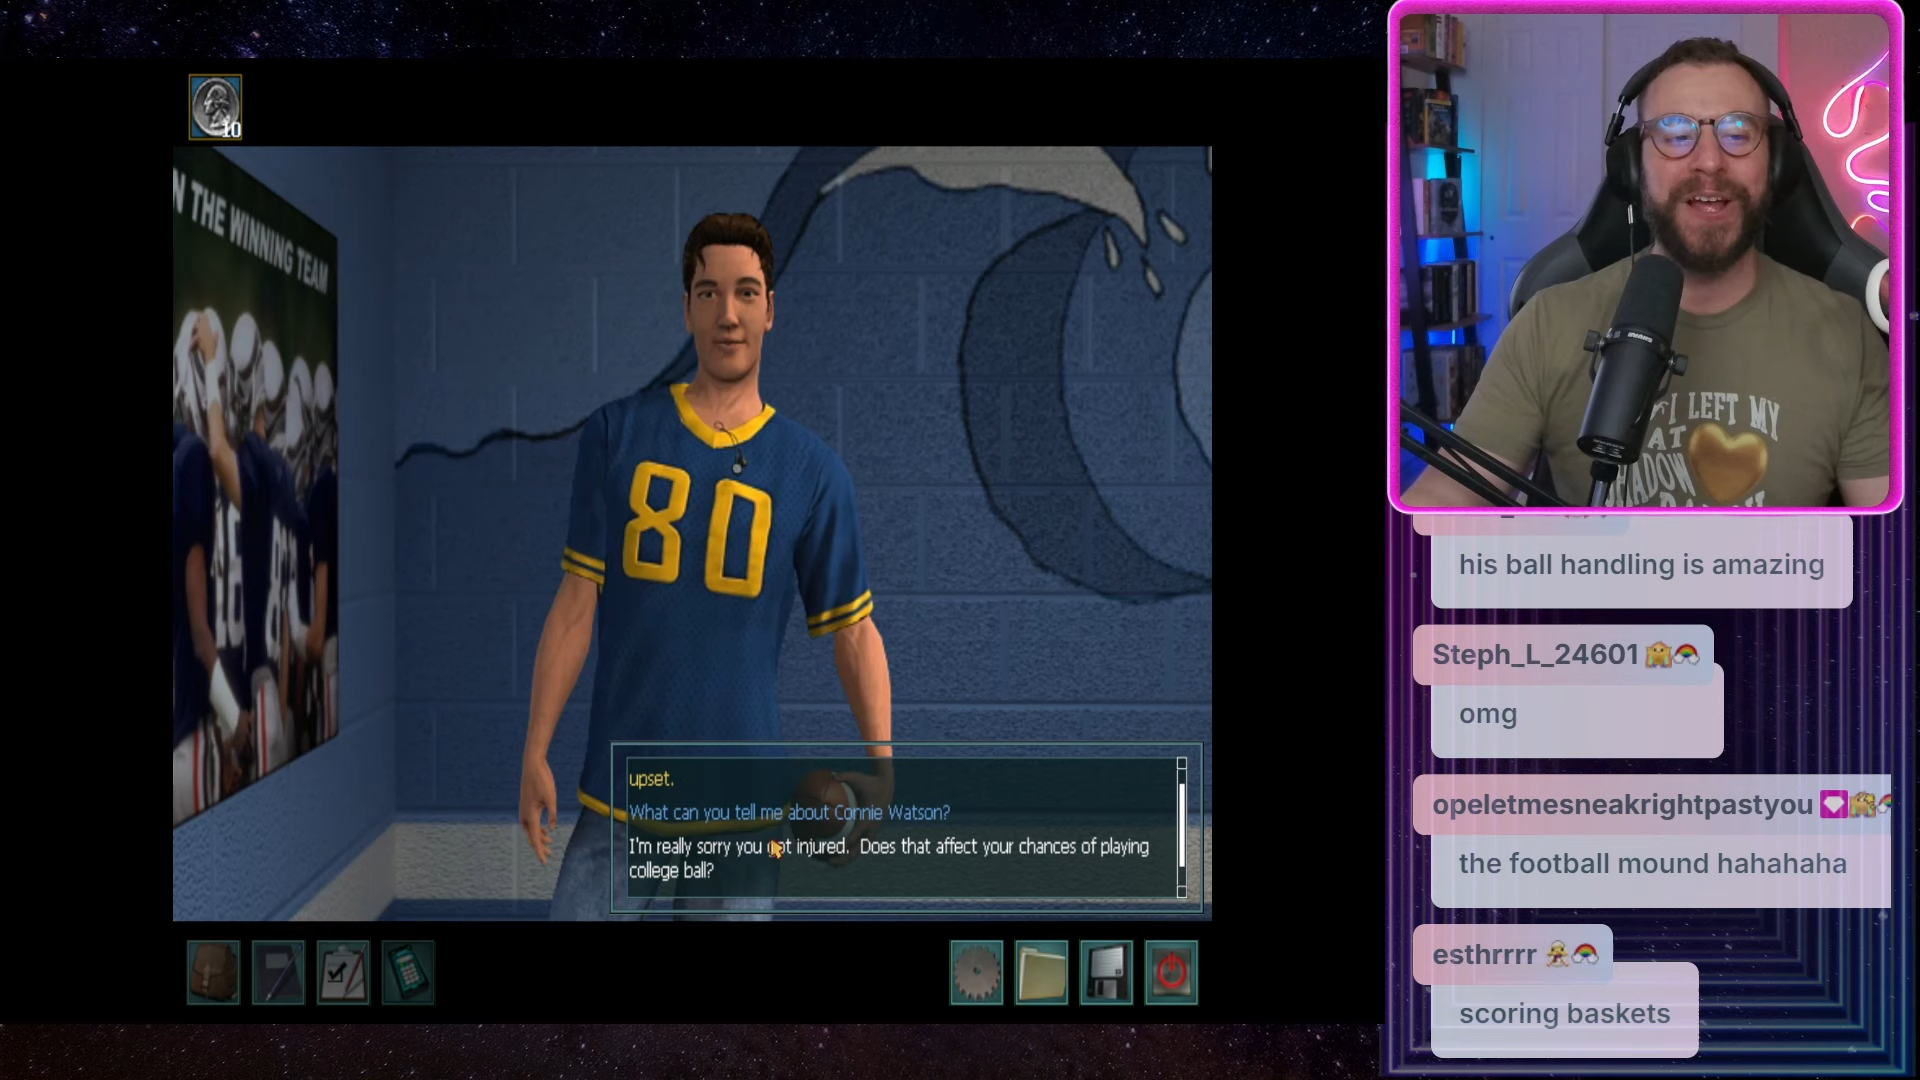 10
N THE WINNING TEAM
80
upset.
What can you tell me about Connie Watson?
I'm really sorry you got injured. Does that affect your chances of playing
college ball?
I LEFT MY
AT
SHADOW
his ball handling is amazing
Steph_L_24601
omg
opeletmesneakrightpastyou
the football mound hahahaha
esthrrrr
scoring baskets